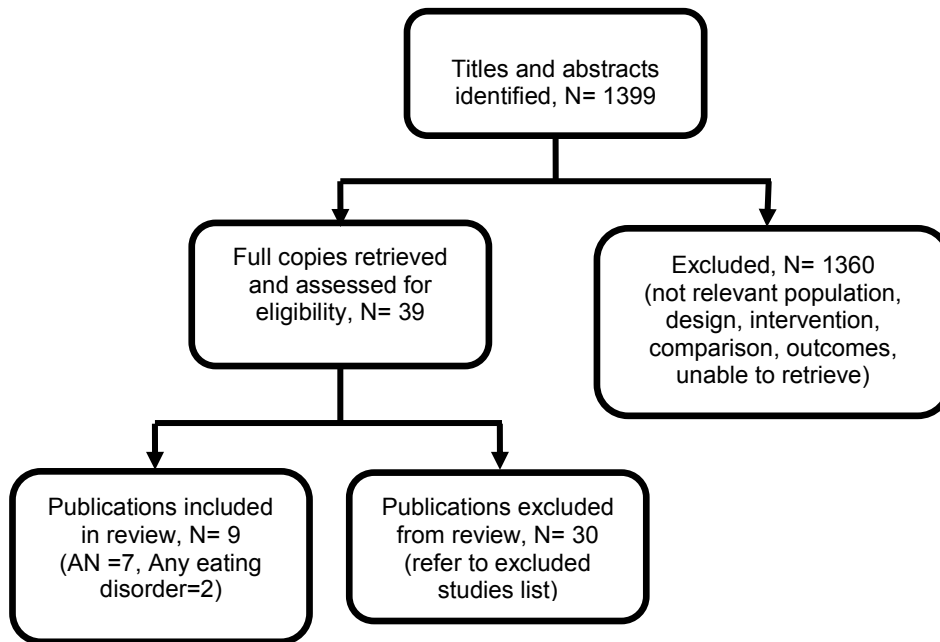 Titles and abstracts
identified, N= 1399
Full copies retrieved
and assessed for
eligibility, N= 39
Excluded, N= 1360
(not relevant population,
design, intervention,
comparison, outcomes,
unable to retrieve)
Publications included
in review, N= 9
(AN =7, Any eating
disorder=2)
Publications excluded
from review, N= 30
(refer to excluded
studies list)